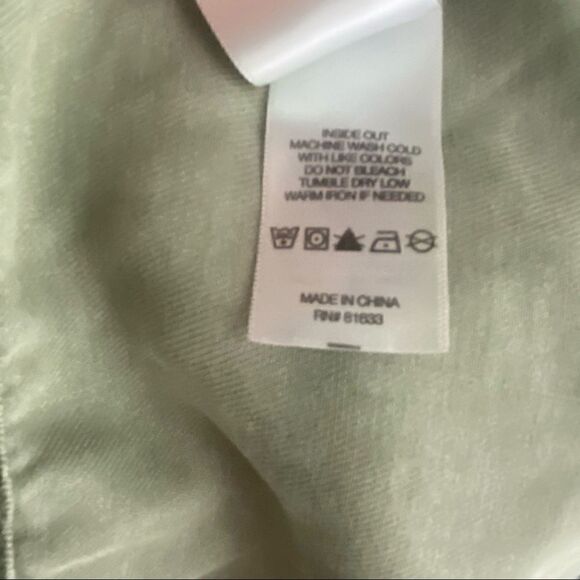 INSIDE OUT
MACHINE WASH COLD
WITH LIKE COLORS
DO NOT BLEACH
TUMBLE DRY LOW
WARM IRON IF NEEDED
MADE IN CHINA
RN# 81633